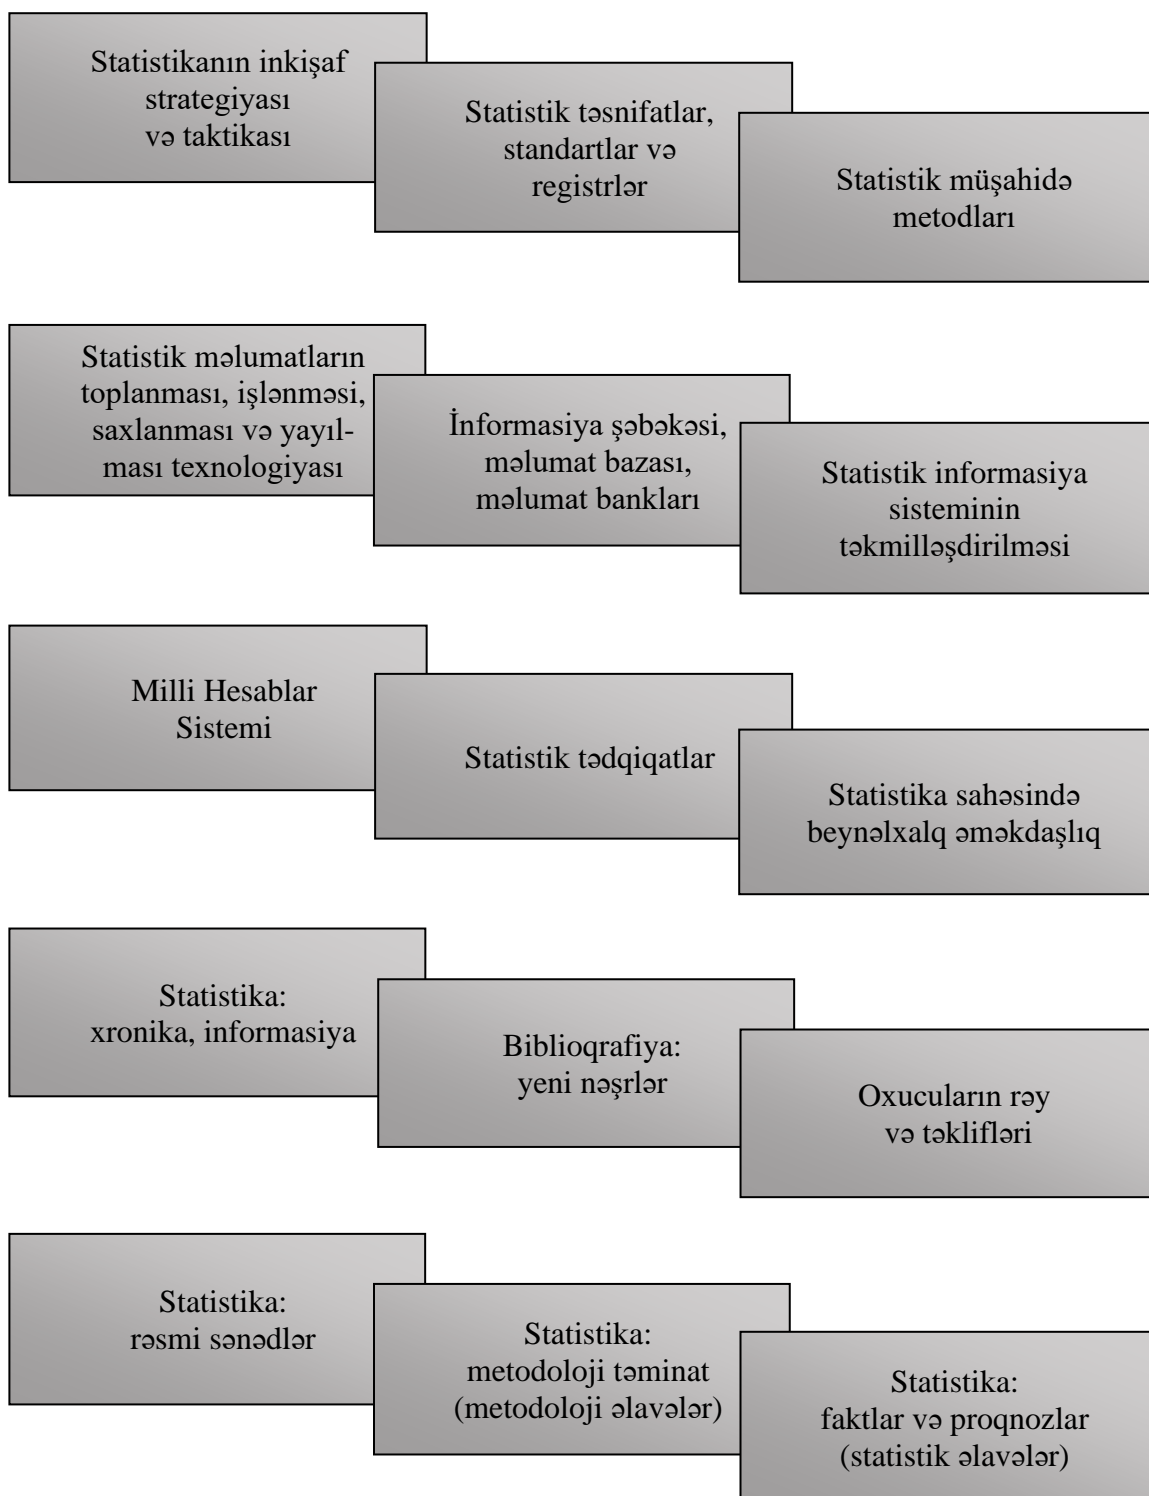 Statistikanın inkişaf
strategiyası
və taktikası
Statistik təsnifatlar,
standartlar və
registrlər
Statistik müşahidə
metodları
Statistik məlumatların
toplanması, işlənməsi,
saxlanması və yayıl-
ması texnologiyası
İnformasiya şəbəkəsi,
məlumat bazası,
məlumat bankları
Statistik informasiya
sisteminin
təkmilləşdirilməsi
Milli Hesablar
Sistemi
Statistik tədqiqatlar
Statistika sahəsində
beynəlxalq əməkdaşlıq
Statistika:
xronika, informasiya
Biblioqrafiya:
yeni nəşrlər
Oxucuların rəy
və təklifləri
Statistika:
rəsmi sənədlər
Statistika:
metodoloji təminat
(metodoloji əlavələr)
Statistika:
faktlar və proqnozlar
(statistik əlavələr)